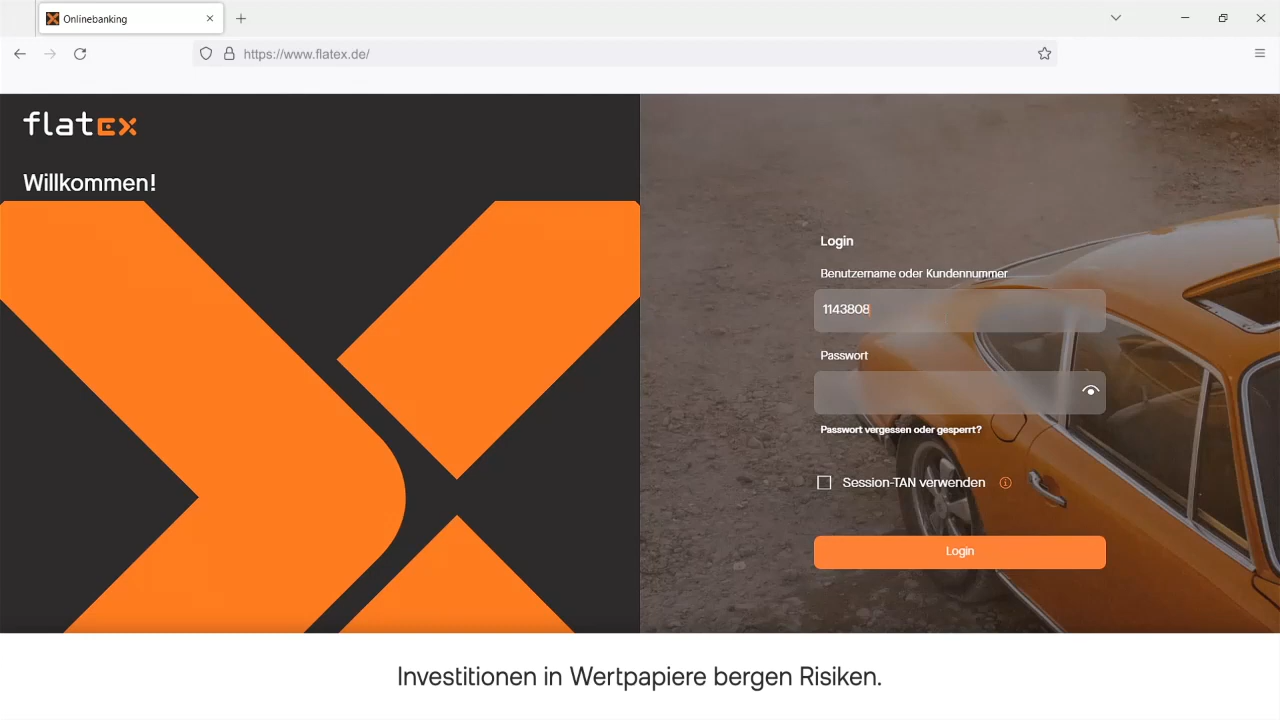 Onlinebanking
https://www.flatex.de/
flatex
Willkommen!
Login
Benutzername oder Kundennummer
1143808
Passwort
Passwort vergessen oder gesperrt?
Session-TAN verwenden
Login
Investitionen in Wertpapiere bergen Risiken.